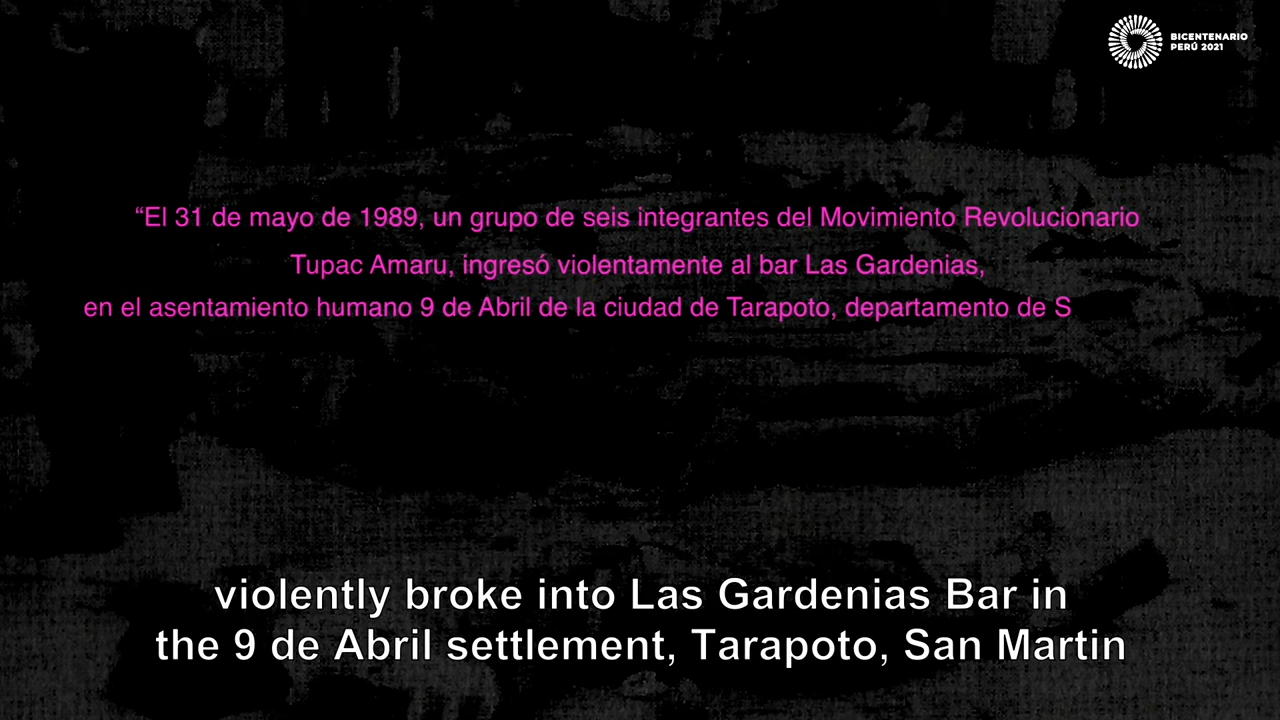 BICENTENARIO
PERÚ 2021
“El 31 de mayo de 1989, un grupo de seis integrantes del Movimiento Revolucionario
Tupac Amaru, ingresó violentamente al bar Las Gardenias,
en el asentamiento humano 9 de Abril de la ciudad de Tarapoto, departamento de S
violently broke into Las Gardenias Bar in
the 9 de Abril settlement, Tarapoto, San Martin